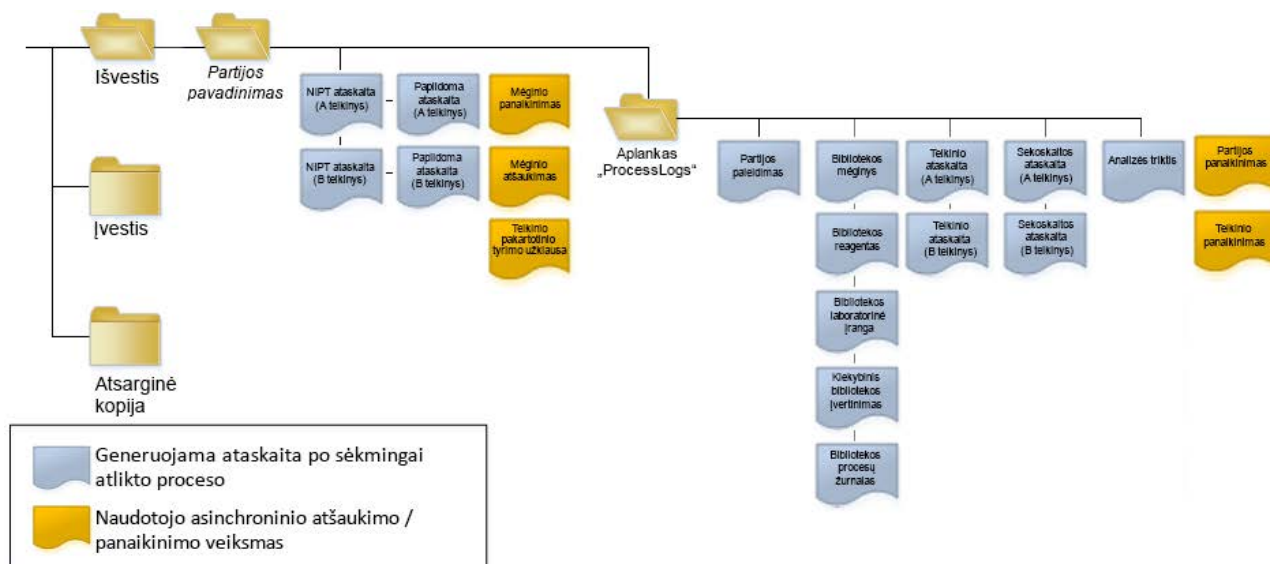 Išvestis
Partijos
pavadinimas
NIPT ataskaita
(A telkinys)
Papildoma
ataskaita
(A telkinys)
Mėginio
panaikinimas
NIPT ataskaita
(B telkinys)
Papildoma
ataskaita
(B telkinys)
Mėginio
atšaukimas
Telkinio
pakartotinio
tyrimo užklausa
Aplankas
„ProcessLogs“
Partijos
paleidimas
Bibliotekos
mėginys
Telkinio
ataskaita
(A telkinys)
Sekoskaitos
ataskaita
(A telkinys)
Analizės triktis
Partijos
panaikinimas
Bibliotekos
reagentas
Telkinio
ataskaita
(B telkinys)
Sekoskaitos
ataskaita
(B telkinys)
Telkinio
panaikinimas
Bibliotekos
laboratorinė
įranga
Kiekybinis
bibliotekos
įvertinimas
Bibliotekos
procesų
žurnalas
Įvestis
Atsarginė
kopija
Generuojama ataskaita po sėkmingai
atlikto proceso
Naudotojo asinchroninio atšaukimo /
panaikinimo veiksmas